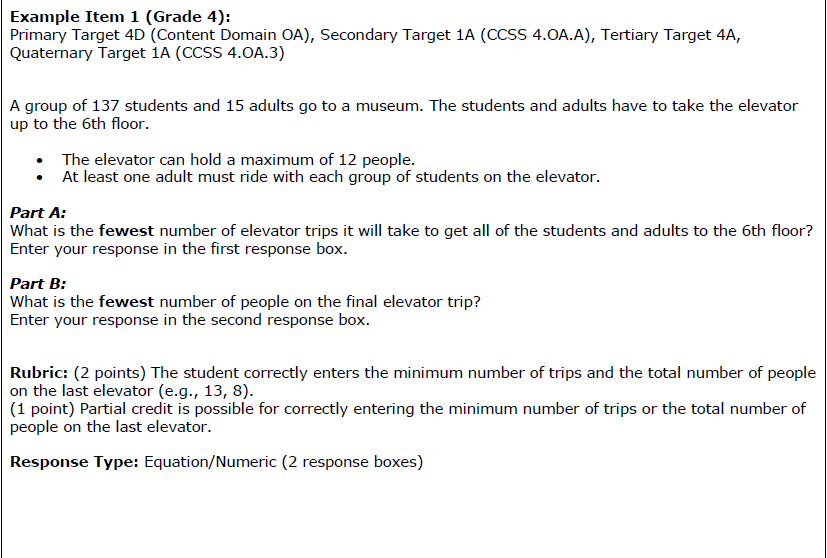 Example Item 1 (Grade 4):
Primary Target 4D (Content Domain OA), Secondary Target 1A (CCSS 4.OA.A), Tertiary Target 4A,
Quaternary Target 1A (CCSS 4.OA.3)
A group of 137 students and 15 adults go to a museum. The students and adults have to take the elevator
up to the 6th floor.
• The elevator can hold a maximum of 12 people.
• At least one adult must ride with each group of students on the elevator.
Part A:
What is the fewest number of elevator trips it will take to get all of the students and adults to the 6th floor?
Enter your response in the first response box.
Part B:
What is the fewest number of people on the final elevator trip?
Enter your response in the second response box.
Rubric: (2 points) The student correctly enters the minimum number of trips and the total number of people
on the last elevator (e.g., 13, 8).
(1 point) Partial credit is possible for correctly entering the minimum number of trips or the total number of
people on the last elevator.
Response Type: Equation/Numeric (2 response boxes)